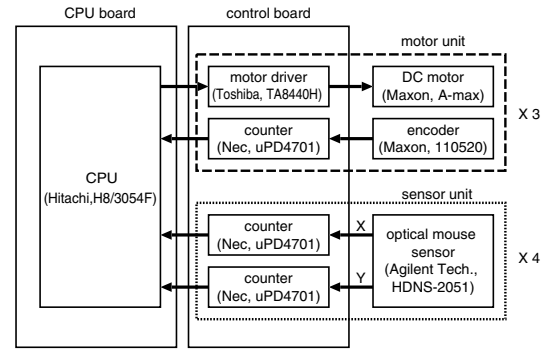 CPU board
control board
motor unit
motor driver
(Toshiba, TA8440H)
DC motor
(Maxon, A-max)
X 3
counter
(Nec, uPD4701)
encoder
(Maxon, 110520)
CPU
(Hitachi,H8/3054F)
sensor unit
counter
(Nec, uPD4701)
X
optical mouse
sensor
(Agilent Tech.,
HDNS-2051)
X 4
counter
(Nec, uPD4701)
Y